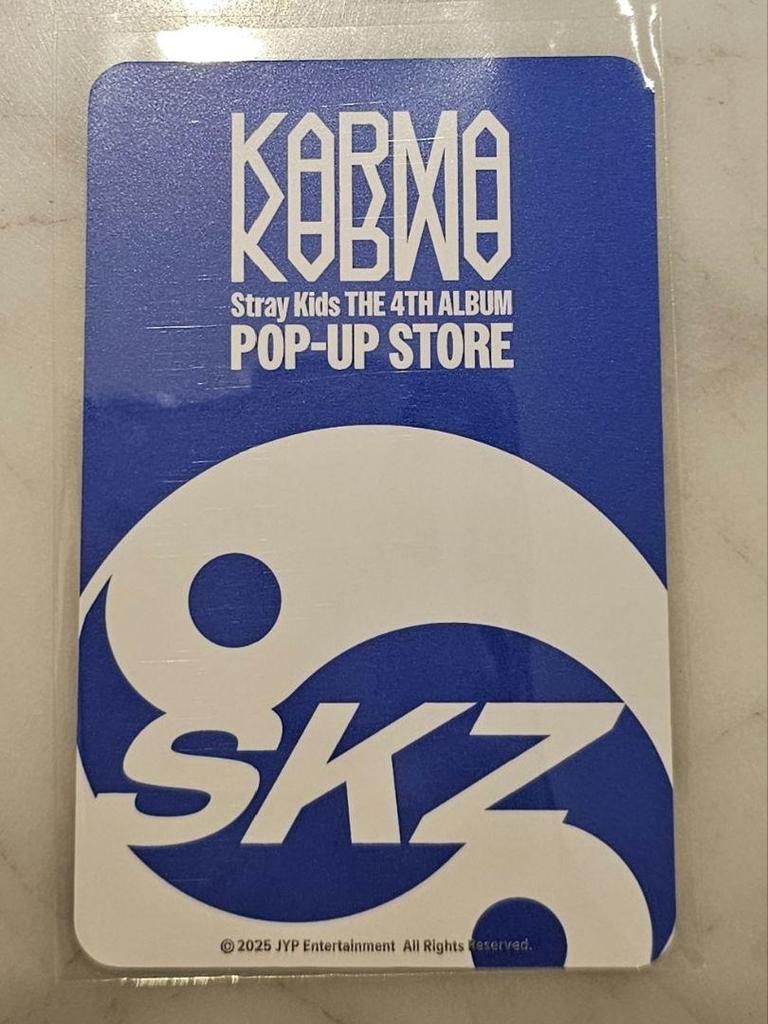 KARMA
Stray Kids THE 4TH ALBUM
POP-UP STORE
SKZ
© 2025 JYP Entertainment All Rights Reserved.